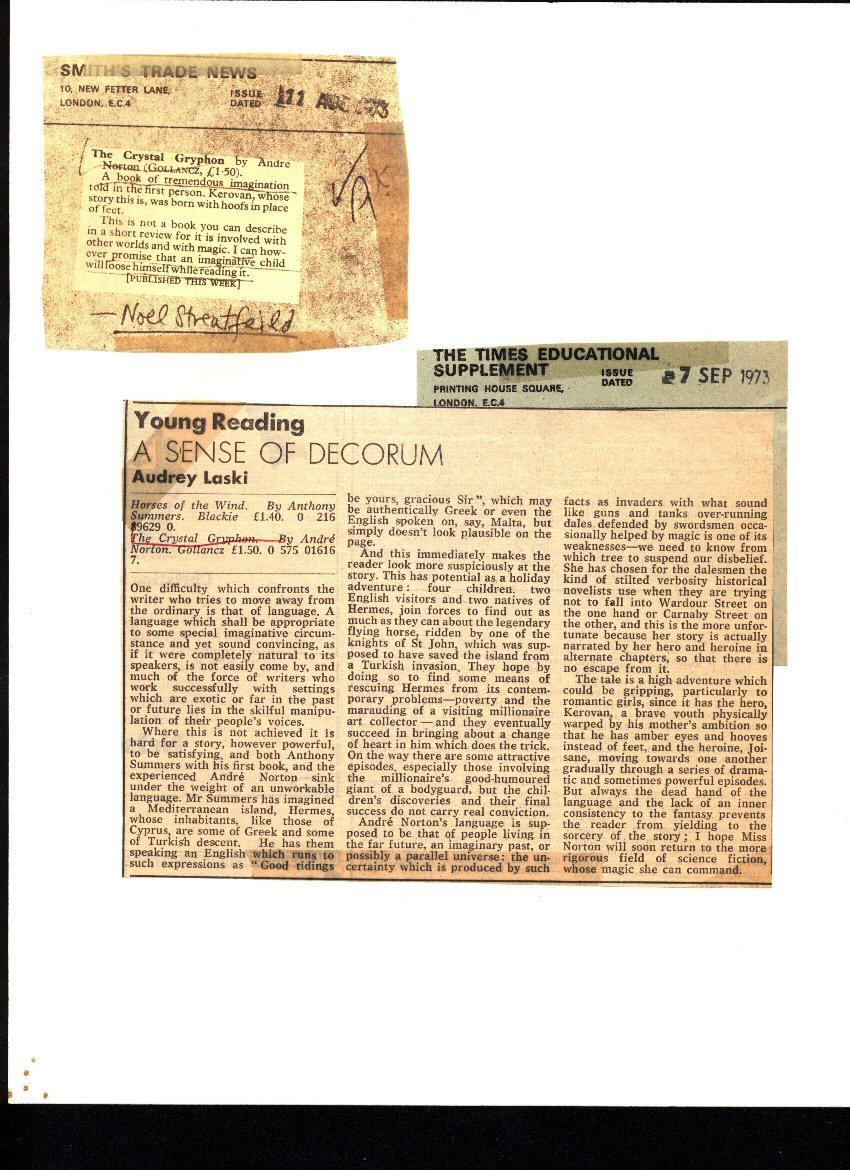 SMITH'S TRADE NEWS
10, NEW FETTER LANE,
LONDON, E.C.4
ISSUE
DATED
11 AUG 1973
The Crystal Gryphon by Andre
Norton (GOLLANCZ, £1·50).
A book of tremendous imagination
told in the first person. Kerovan, whose
story this is, was born with hoofs in place
of feet.
This is not a book you can describe
in a short review for it is involved with
other worlds and with magic. I can how-
ever promise that an imaginative child
will loose himself while reading it.
[PUBLISHED THIS WEEK]
— Noel Streatfeild
THE TIMES EDUCATIONAL
SUPPLEMENT
PRINTING HOUSE SQUARE,
LONDON. E.C.4
ISSUE
DATED
7 SEP 1973
Young Reading
A SENSE OF DECORUM
Audrey Laski
Horses of the Wind. By Anthony
Summers. Blackie £1.40. 0 216
89629 0.
The Crystal Gryphon. By André
Norton. Gollancz £1.50. 0 575 01616
7.
One difficulty which confronts the
writer who tries to move away from
the ordinary is that of language. A
language which shall be appropriate
to some special imaginative circum-
stance and yet sound convincing, as
if it were completely natural to its
speakers, is not easily come by, and
much of the force of writers who
work successfully with settings
which are exotic or far in the past
or future lies in the skilful manipu-
lation of their people's voices.
Where this is not achieved it is
hard for a story, however powerful,
to be satisfying, and both Anthony
Summers with his first book, and the
experienced André Norton sink
under the weight of an unworkable
language. Mr Summers has imagined
a Mediterranean island, Hermes,
whose inhabitants, like those of
Cyprus, are some of Greek and some
of Turkish descent. He has them
speaking an English which runs to
such expressions as "Good ridings
be yours, gracious Sir", which may
be authentically Greek or even the
English spoken on, say, Malta, but
simply doesn't look plausible on the
page.
And this immediately makes the
reader look more suspiciously at the
story. This has potential as a holiday
adventure: four children, two
English visitors and two natives of
Hermes, join forces to find out as
much as they can about the legendary
flying horse, ridden by one of the
knights of St John, which was sup-
posed to have saved the island from
a Turkish invasion. They hope by
doing so to find some means of
rescuing Hermes from its contem-
porary problems—poverty and the
marauding of a visiting millionaire
art collector—and they eventually
succeed in bringing about a change
of heart in him which does the trick.
On the way there are some attractive
episodes, especially those involving
the millionaire's good-humoured
giant of a bodyguard, but the chil-
dren's discoveries and their final
success do not carry real conviction.
André Norton's language is sup-
posed to be that of people living in
the far future, an imaginary past, or
possibly a parallel universe: the un-
certainty which is produced by such
facts as invaders with what sound
like guns and tanks over-running
dales defended by swordsmen occa-
sionally helped by magic is one of its
weaknesses—we need to know from
which tree to suspend our disbelief.
She has chosen for the dalesmen the
kind of stilted verbosity historical
novelists use when they are trying
not to fall into Wardour Street on
the one hand or Carnaby Street on
the other, and this is the more unfor-
tunate because her story is actually
narrated by her hero and heroine in
alternate chapters, so that there is
no escape from it.
The tale is a high adventure which
could be gripping, particularly to
romantic girls, since it has the hero,
Kerovan, a brave youth physically
warped by his mother's ambition so
that he has amber eyes and hooves
instead of feet, and the heroine, Joi-
sane, moving towards one another
gradually through a series of drama-
tic and sometimes powerful episodes.
But always the dead hand of the
language and the lack of an inner
consistency to the fantasy prevents
the reader from yielding to the
sorcery of the story; I hope Miss
Norton will soon return to the more
rigorous field of science fiction,
whose magic she can command.